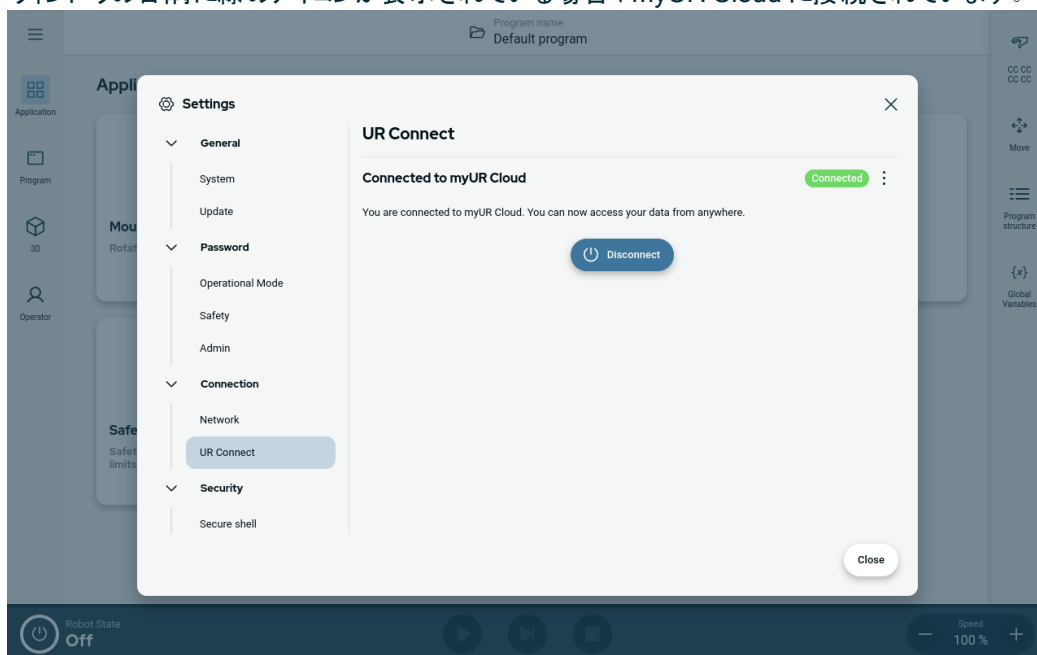 Program name
Default program
CC CC
CC CC
Appli
Application
Settings
UR Connect
General
System
Update
Connected to myUR Cloud
Connected
You are connected to myUR Cloud. You can now access your data from anywhere.
Disconnect
Move
Program
Program
structure
3D
Mou
Rotat
Password
Operational Mode
Safety
Admin
{x}
Global
Variables
Operator
Connection
Network
UR Connect
Safe
Safet
limits
Security
Secure shell
Close
Robot State
Off
Speed
100 %